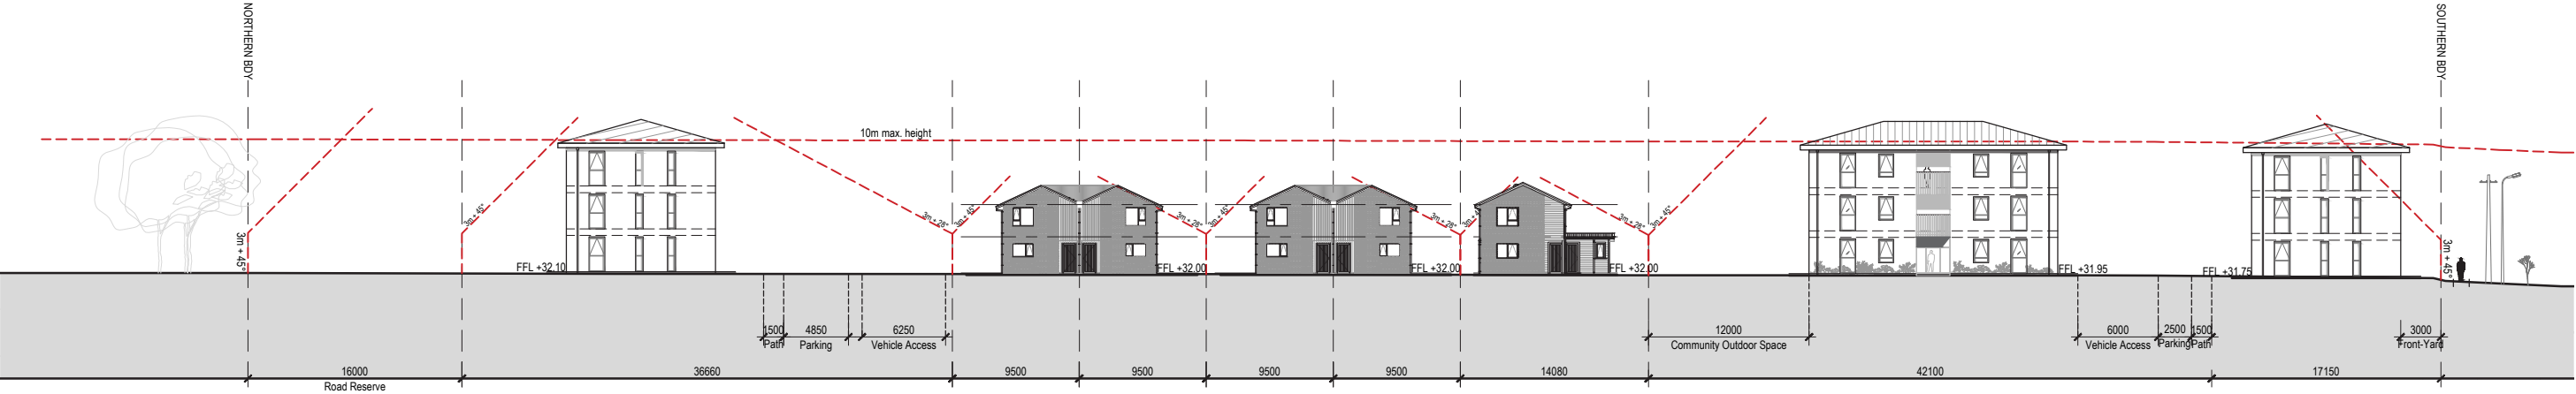 NORTHERN BDY
SOUTHERN BDY
10m max. height
3m + 45°
3m + 45°
3m + 28°
3m + 45°
3m + 28°
3m + 45°
3m + 28°
3m + 28°
3m + 45°
3m + 45°
FFL +32.10
FFL +32.00
FFL +32.00
FFL +32.00
FFL +31.95
FFL +31.75
1500
4850
6250
12000
6000
2500
1500
3000
Path
Parking
Vehicle Access
Community Outdoor Space
Vehicle Access
Parking
Path
Front-Yard
16000
36660
9500
9500
9500
9500
14080
42100
17150
Road Reserve